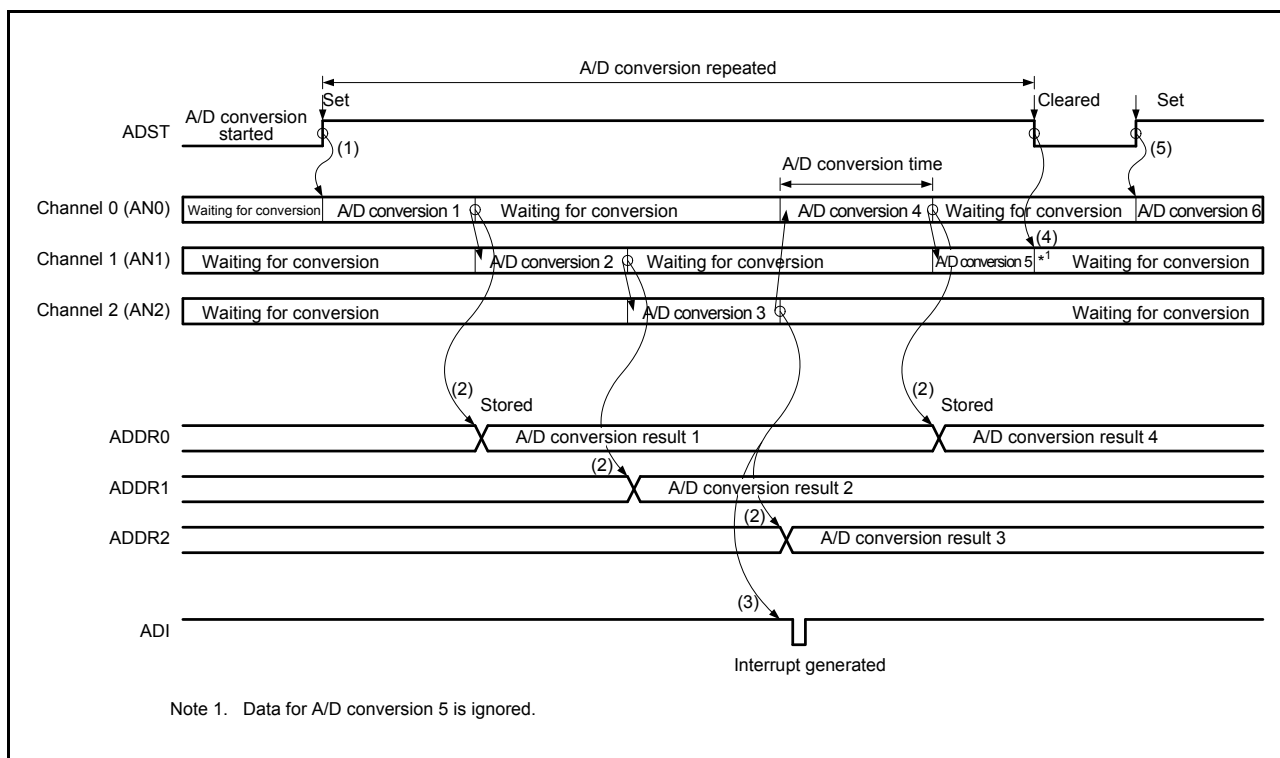 A/D conversion repeated
Set
Cleared
Set
A/D conversion
started
ADST
(1)
(5)
A/D conversion time
Channel 0 (AN0)
Waiting for conversion
A/D conversion 1
Waiting for conversion
A/D conversion 4
Waiting for conversion
A/D conversion 6
(4)
Channel 1 (AN1)
Waiting for conversion
A/D conversion 2
Waiting for conversion
A/D conversion 5
*1
Waiting for conversion
Channel 2 (AN2)
Waiting for conversion
A/D conversion 3
Waiting for conversion
(2)
Stored
(2)
Stored
ADDR0
A/D conversion result 1
A/D conversion result 4
(2)
ADDR1
A/D conversion result 2
(2)
ADDR2
A/D conversion result 3
(3)
ADI
Interrupt generated
Note 1. Data for A/D conversion 5 is ignored.